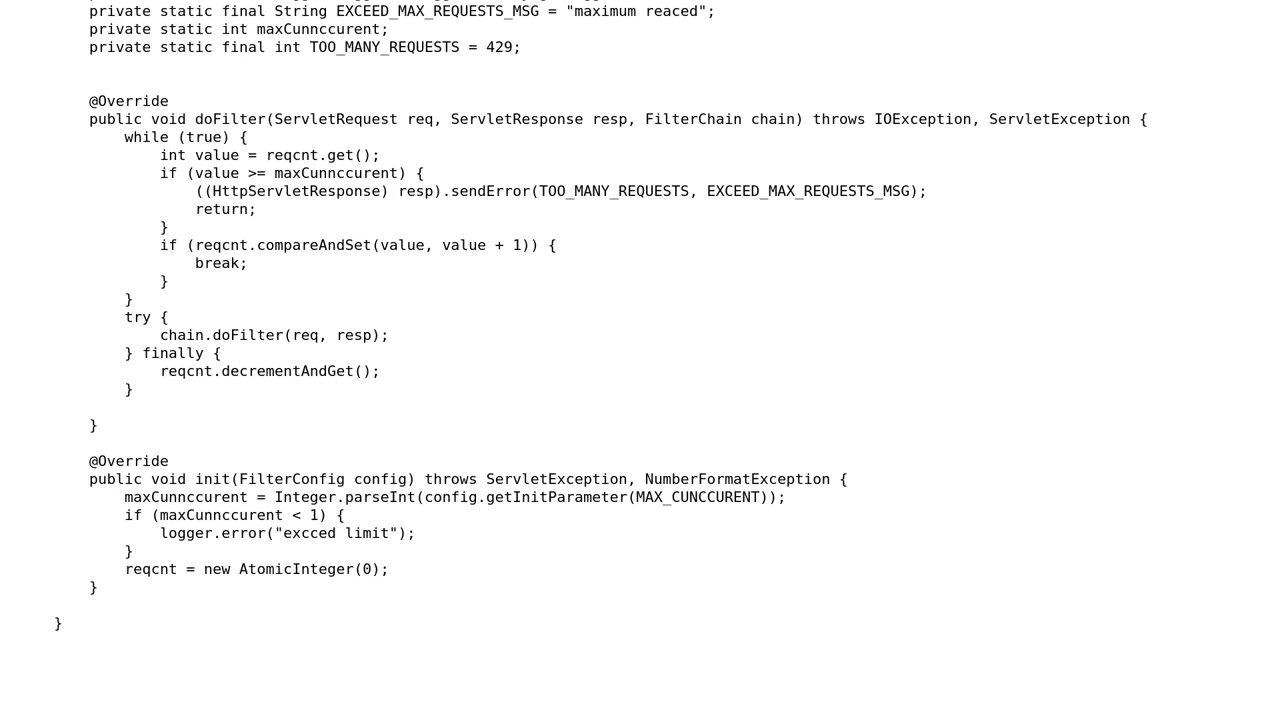 private static final String EXCEED_MAX_REQUESTS_MSG = "maximum reaced";
private static int maxCunnccurent;
private static final int TOO_MANY_REQUESTS = 429;
@Override
public void doFilter(ServletRequest req, ServletResponse resp, FilterChain chain) throws IOException, ServletException {
while (true) {
int value = reqcnt.get();
if (value >= maxCunnccurent) {
((HttpServletResponse) resp).sendError(TOO_MANY_REQUESTS, EXCEED_MAX_REQUESTS_MSG);
return;
}
if (reqcnt.compareAndSet(value, value + 1)) {
break;
}
}
try {
chain.doFilter(req, resp);
} finally {
reqcnt.decrementAndGet();
}
}
@Override
public void init(FilterConfig config) throws ServletException, NumberFormatException {
maxCunnccurent = Integer.parseInt(config.getInitParameter(MAX_CUNCCURENT));
if (maxCunnccurent < 1) {
logger.error("excced limit");
}
reqcnt = new AtomicInteger(0);
}
}